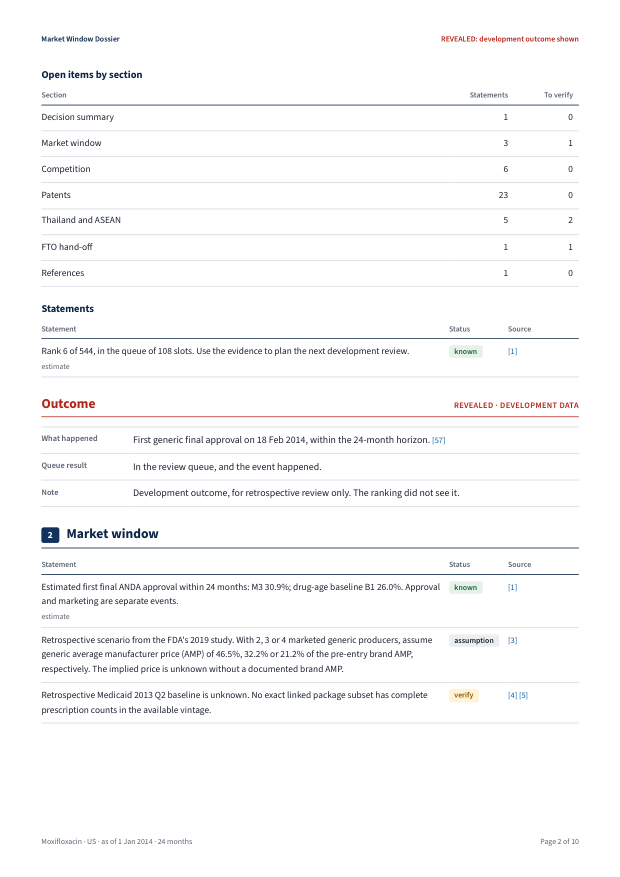 Market Window Dossier
REVEALED: development outcome shown
Open items by section
Section Statements To verify
Decision summary 1 0
Market window 3 1
Competition 6 0
Patents 23 0
Thailand and ASEAN 5 2
FTO hand-off 1 1
References 1 0
Statements
Statement Status Source
Rank 6 of 544, in the queue of 108 slots. Use the evidence to plan the next development review. known [1]
estimate
Outcome REVEALED · DEVELOPMENT DATA
What happened First generic final approval on 18 Feb 2014, within the 24-month horizon. [57]
Queue result In the review queue, and the event happened.
Note Development outcome, for retrospective review only. The ranking did not see it.
2 Market window
Statement Status Source
Estimated first final ANDA approval within 24 months: M3 30.9%; drug-age baseline B1 26.0%. Approval known [1]
and marketing are separate events.
estimate
Retrospective scenario from the FDA's 2019 study. With 2, 3 or 4 marketed generic producers, assume assumption [3]
generic average manufacturer price (AMP) of 46.5%, 32.2% or 21.2% of the pre-entry brand AMP,
respectively. The implied price is unknown without a documented brand AMP.
Retrospective Medicaid 2013 Q2 baseline is unknown. No exact linked package subset has complete verify [4] [5]
prescription counts in the available vintage.
Moxifloxacin · US · as of 1 Jan 2014 · 24 months Page 2 of 10